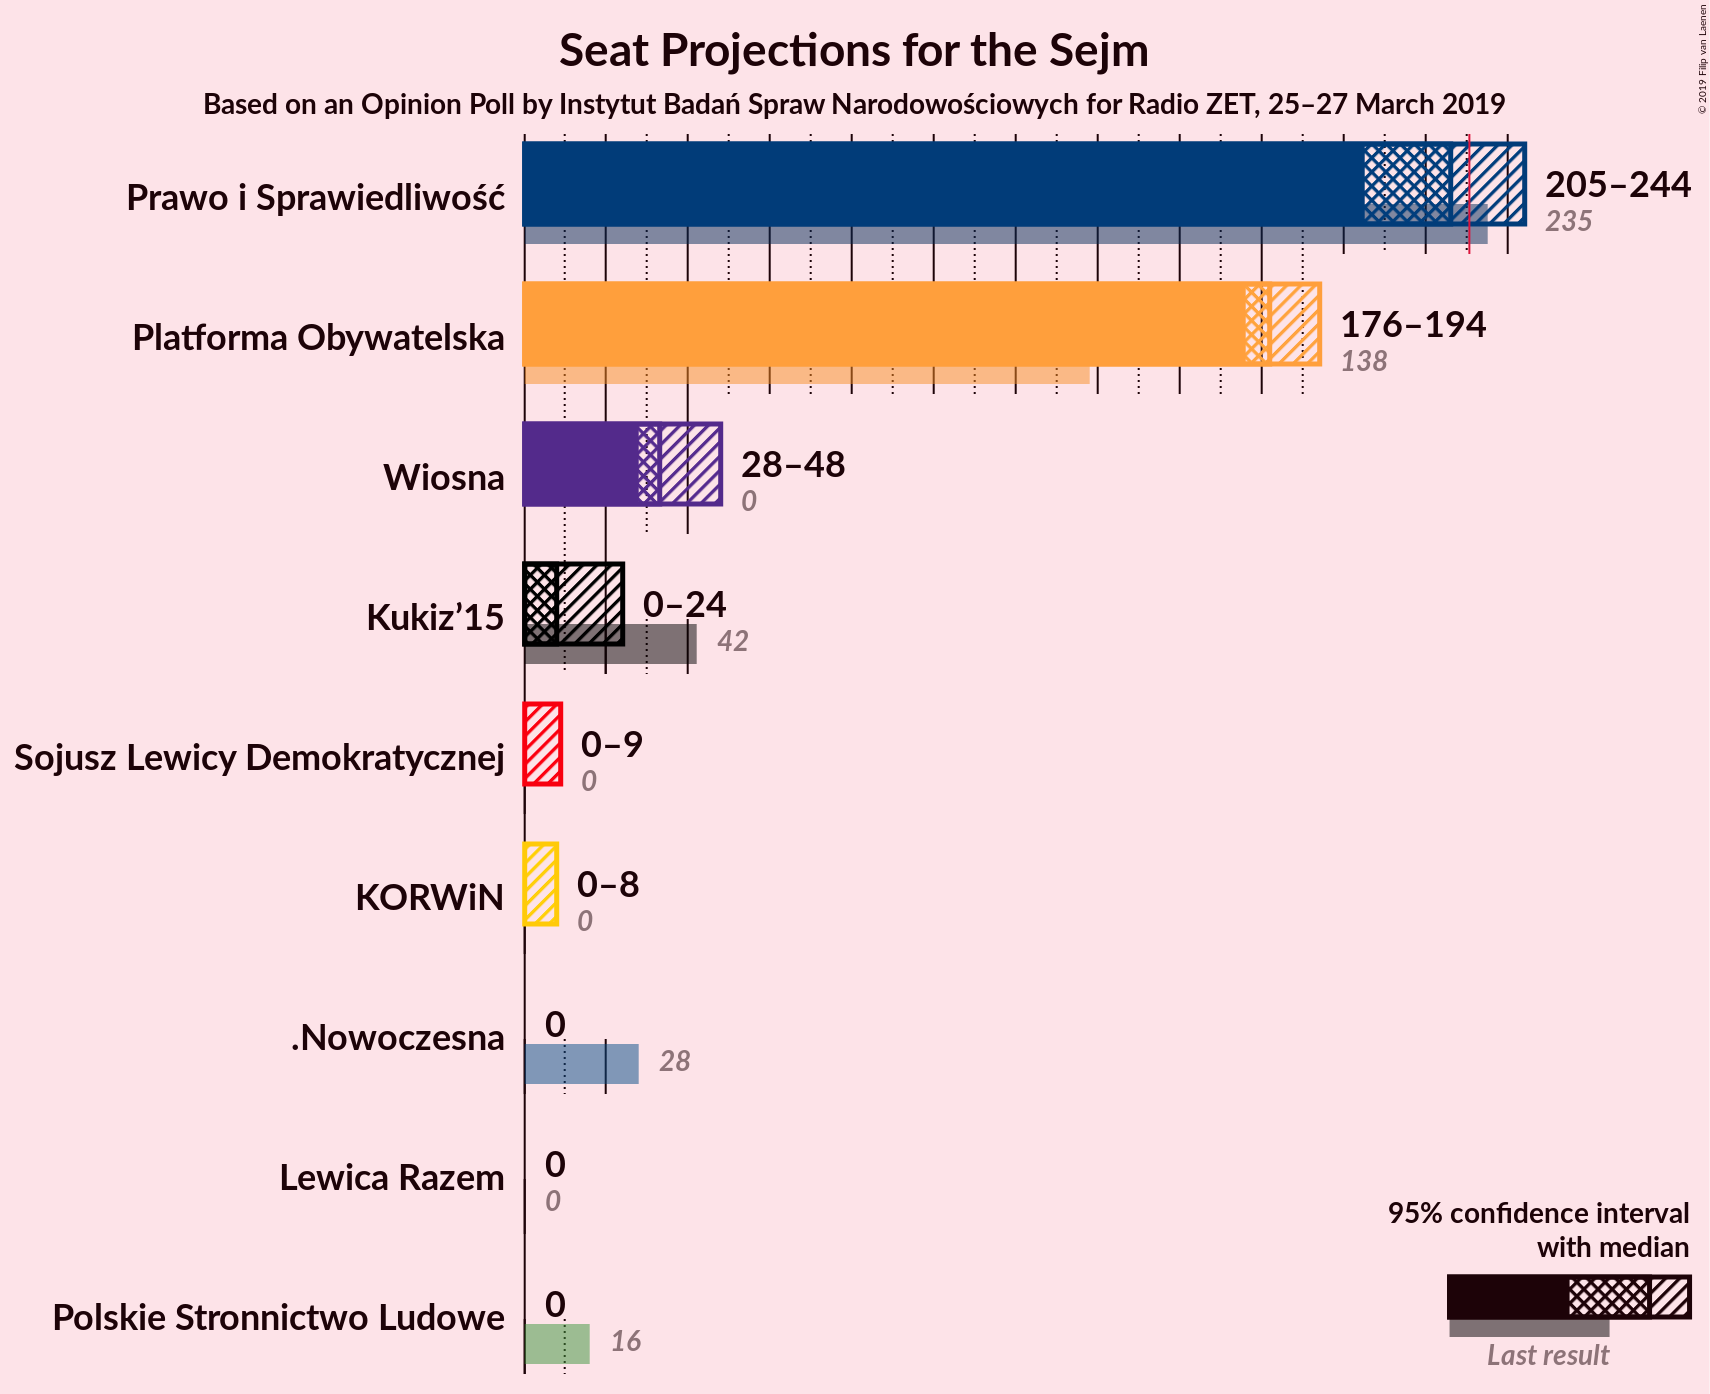 Seat Projections for the Sejm
Based on an Opinion Poll by Instytut Badań Spraw Narodowościowych for Radio ZET, 25–27 March 2019
© 2019 Filip van Laenen
Prawo i Sprawiedliwość
205–244
235
Platforma Obywatelska
176–194
138
Wiosna
28–48
0
Kukiz’15
0–24
42
Sojusz Lewicy Demokratycznej
0–9
0
KORWiN
0–8
0
.Nowoczesna
0
28
Lewica Razem
0
0
Polskie Stronnictwo Ludowe
0
16
95% confidence interval
with median
Last result